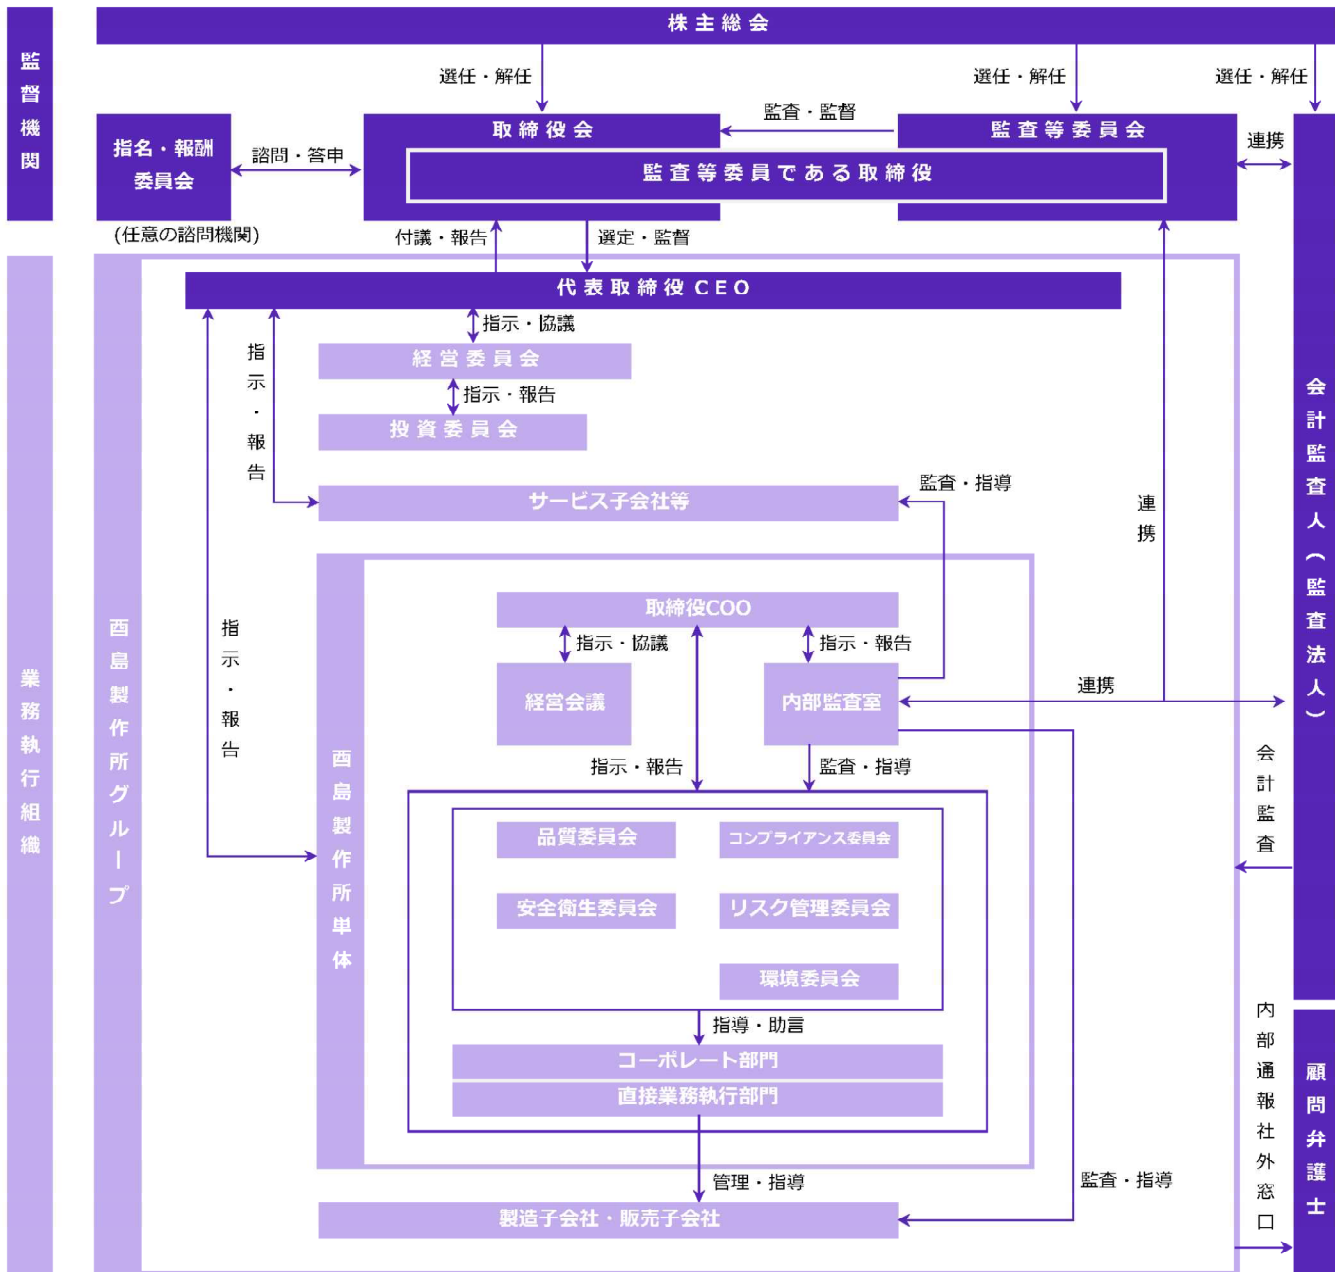 株主総会
監督機関
選任・解任
選任・解任
選任・解任
取締役会
監査・監督
監査等委員会
指名・報酬
委員会
諮問・答申
監査等委員である取締役
連携
(任意の諮問機関)
付議・報告
選定・監督
代表取締役CEO
指示・協議
経営委員会
指示・報告
指示・報告
投資委員会
サービス子会社等
監査・指導
連携
会計監査人(監査法人)
取締役COO
指示・協議
指示・報告
指示・報告
酉島製作所グループ
業務執行組織
経営会議
内部監査室
連携
指示・報告
監査・指導
会計監査
酉島製作所単体
品質委員会
コンプライアンス委員会
安全衛生委員会
リスク管理委員会
環境委員会
指導・助言
コーポレート部門
直接業務執行部門
内部通報社外窓口
顧問弁護士
管理・指導
監査・指導
製造子会社・販売子会社